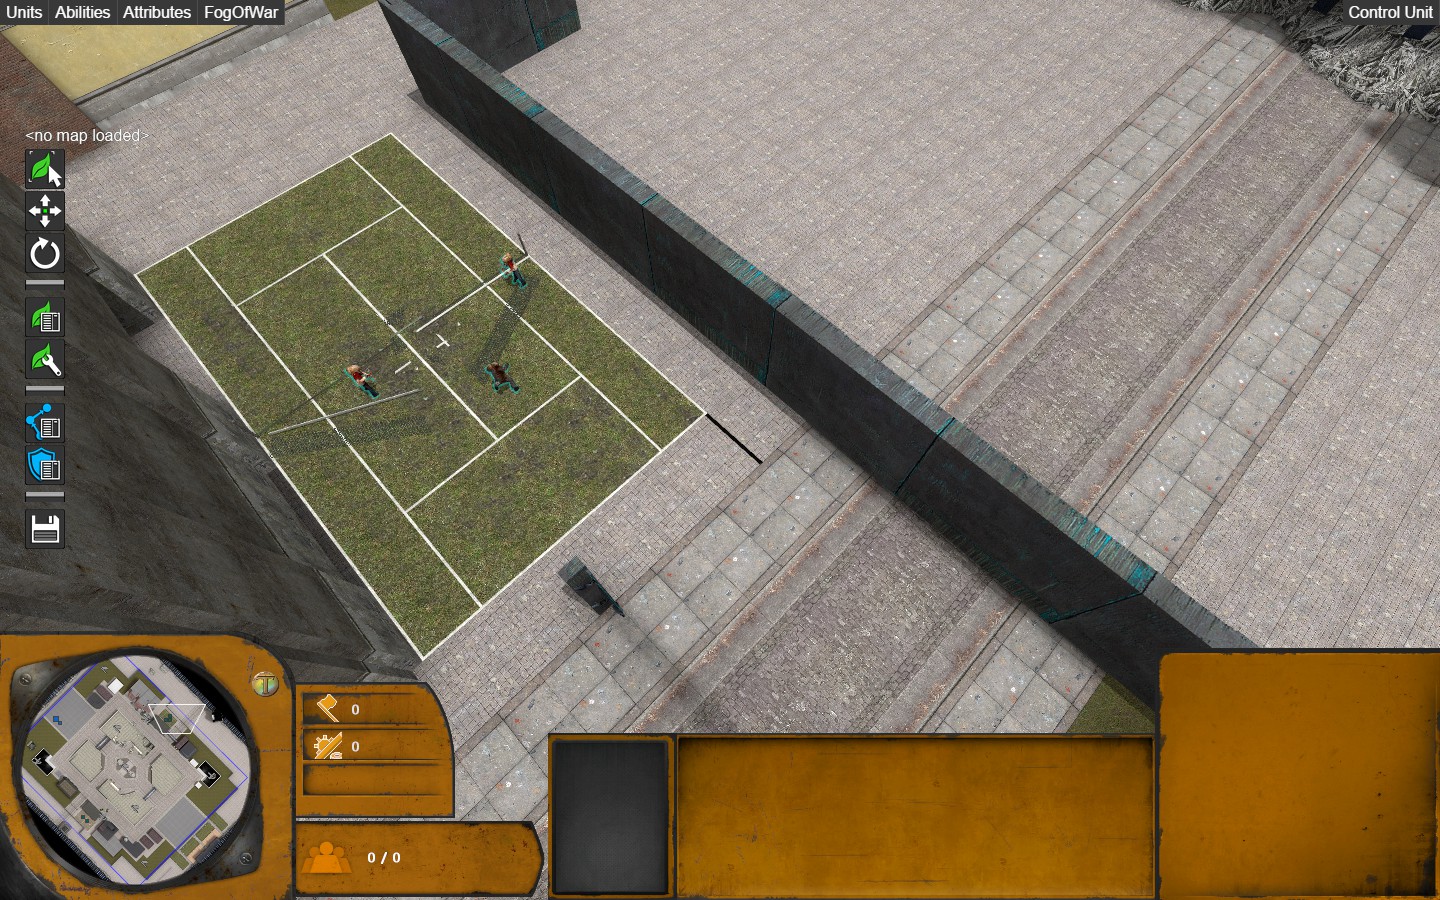 Units Abilities Attributes FogOfWar Control Unit
<no map loaded>
0
0
0 / 0